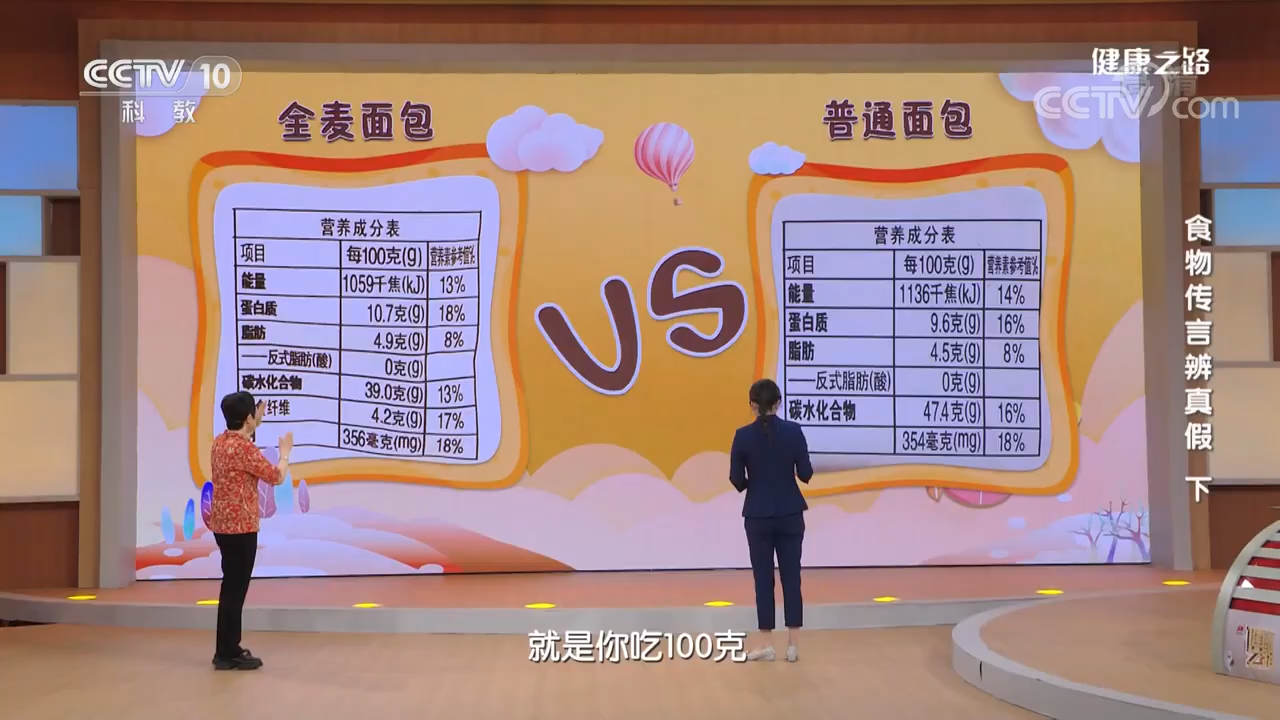 CCTV 10
科教
健康之路
高清
CCTV com
全麦面包
普通面包
VS
营养成分表
项目 每100克(g) 营养素参考值%
能量 1059千焦(kJ) 13%
蛋白质 10.7克(g) 18%
脂肪 4.9克(g) 8%
——反式脂肪(酸) 0克(g)
碳水化合物 39.0克(g) 13%
纤维 4.2克(g) 17%
356毫克(mg) 18%
营养成分表
项目 每100克(g) 营养素参考值%
能量 1136千焦(kJ) 14%
蛋白质 9.6克(g) 16%
脂肪 4.5克(g) 8%
——反式脂肪(酸) 0克(g)
碳水化合物 47.4克(g) 16%
354毫克(mg) 18%
食物传言辨真假 下
就是你吃100克